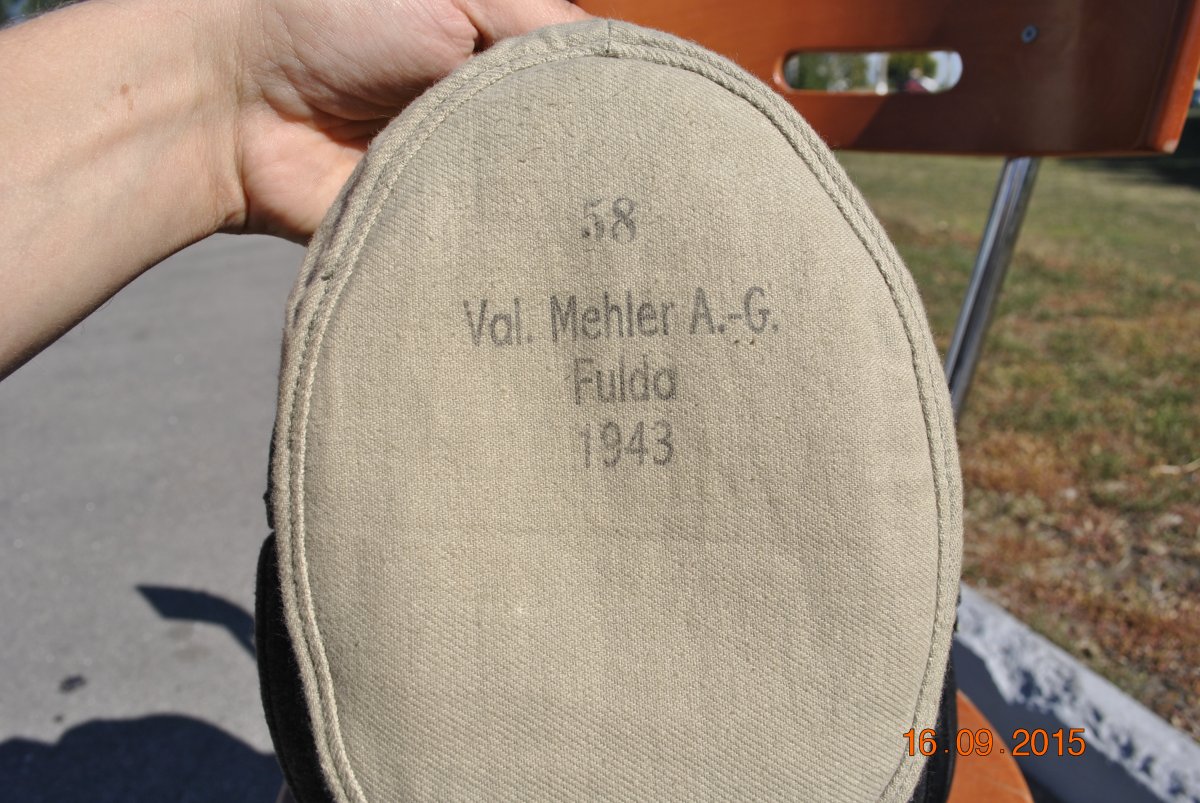 58
Val. Mehler A.-G.
Fulda
1943
16.09.2015